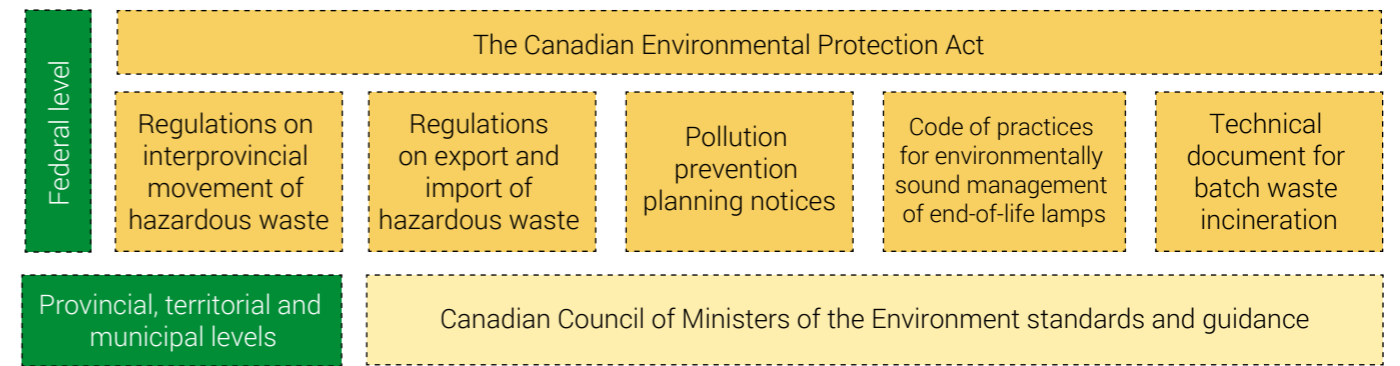 Federal level
The Canadian Environmental Protection Act
Regulations on
interprovincial
movement of
hazardous waste
Regulations
on export and
import of
hazardous waste
Pollution
prevention
planning notices
Code of practices
for environmentally
sound management
of end-of-life lamps
Technical
document for
batch waste
incineration
Provincial, territorial and
municipal levels
Canadian Council of Ministers of the Environment standards and guidance